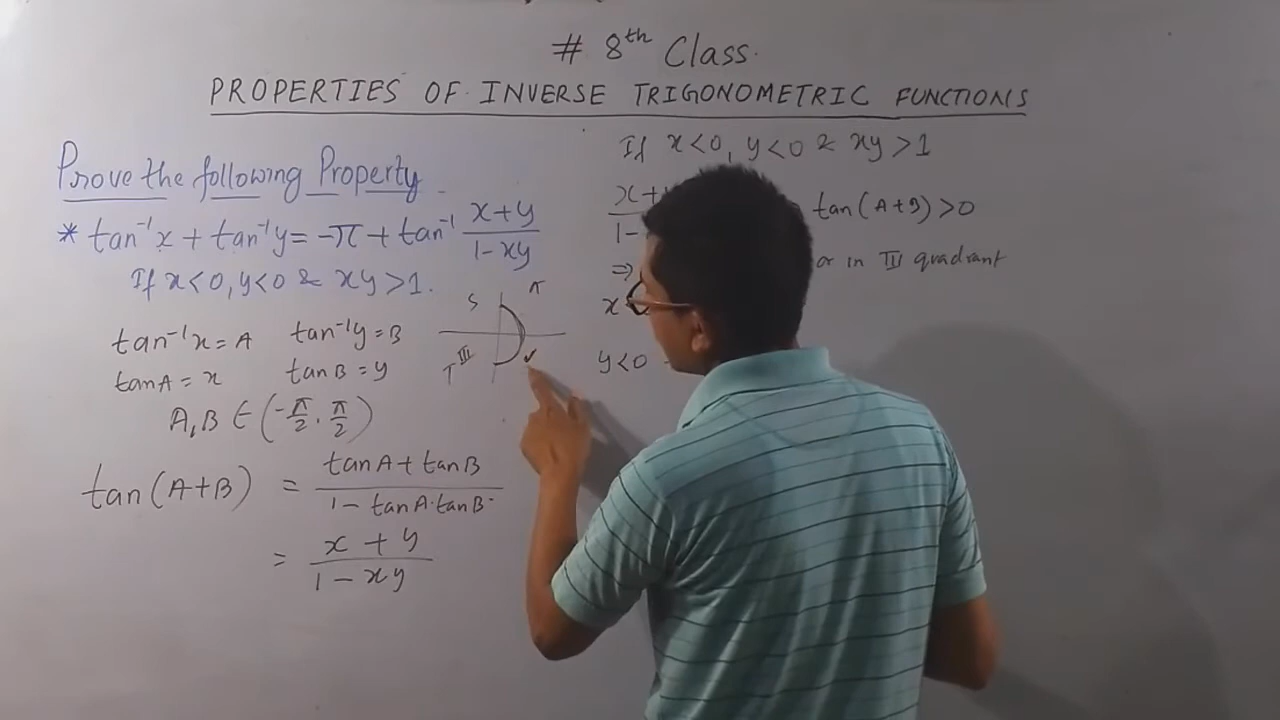 # 8th Class.
PROPERTIES OF INVERSE TRIGONOMETRIC FUNCTIONS
Prove the following Property
* tan⁻¹x + tan⁻¹y = -π + tan⁻¹ (x+y)/(1-xy)
If x<0, y<0 & xy>1.
tan⁻¹x = A tan⁻¹y = B
tanA = x tanB = y
A, B ∈ (-π/2, π/2)
S
T III ✓
tan(A+B) = (tanA + tanB)/(1 - tanA·tanB)
= (x + y)/(1 - xy)
If x<0, y<0 & xy>1
x+
1-
tan(A+B) >0
⇒ or in III quadrant
x
y<0